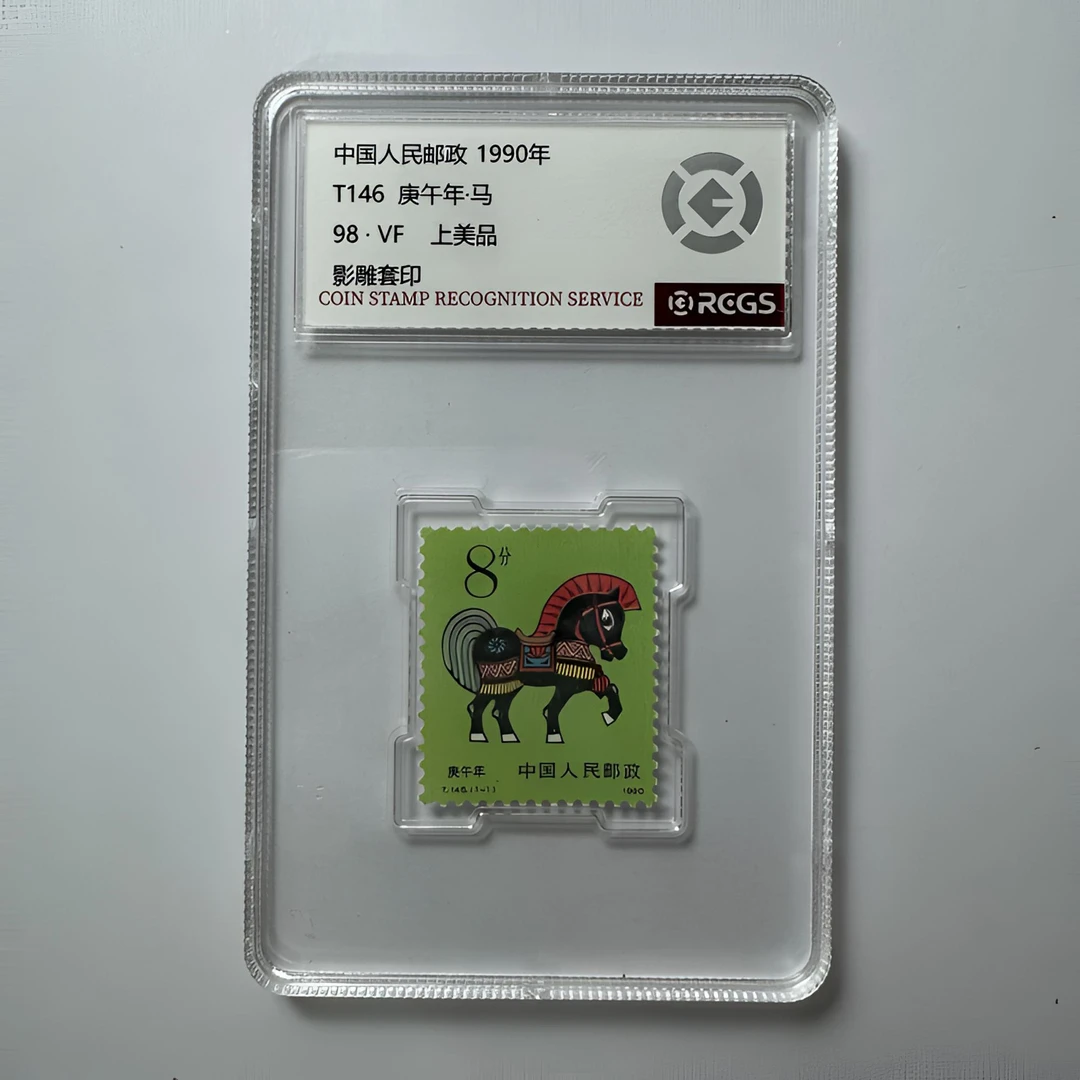 中国人民邮政 1990年
T146 庚午年·马
98·VF 上美品
影雕套印
COIN STAMP RECOGNITION SERVICE
RCGS
8分
庚午年 中国人民邮政
T.146.(1-1) 1990